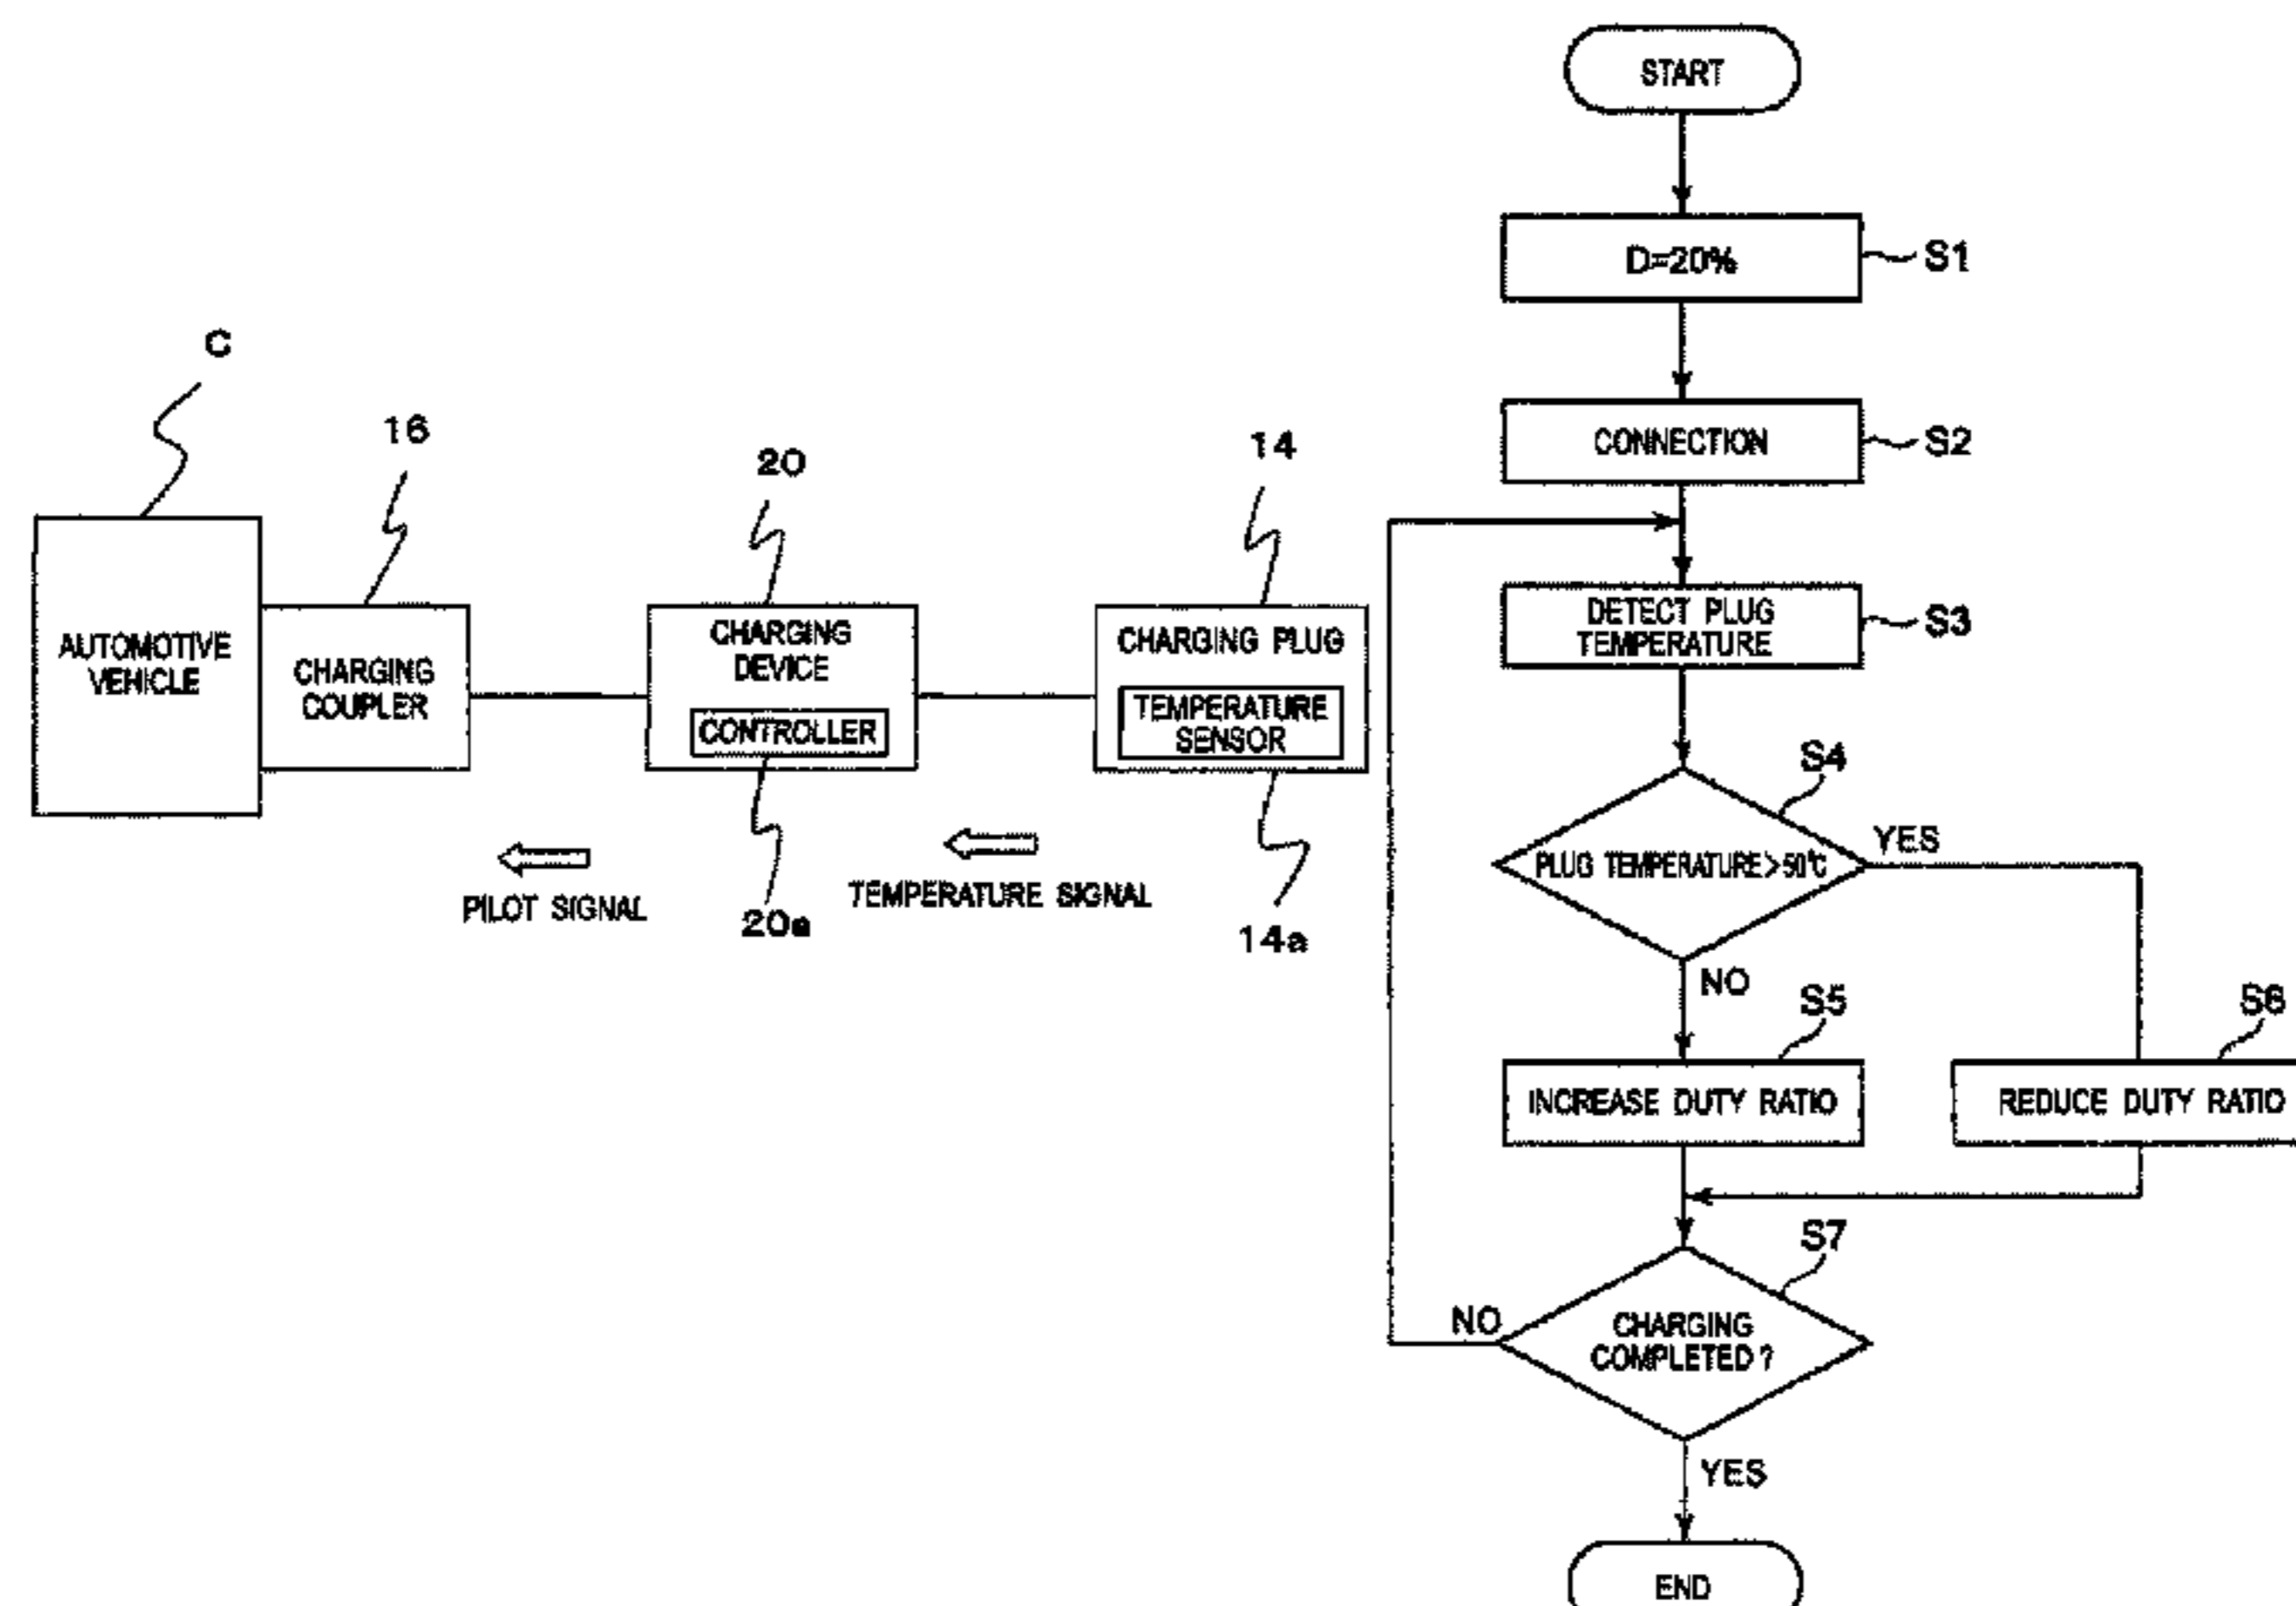 C
16
20
14
AUTOMOTIVE
VEHICLE
CHARGING
COUPLER
CHARGING
DEVICE
CONTROLLER
CHARGING PLUG
TEMPERATURE
SENSOR
PILOT SIGNAL
20a
TEMPERATURE SIGNAL
14a
START
D=20%
S1
CONNECTION
S2
DETECT PLUG
TEMPERATURE
S3
S4
PLUG TEMPERATURE>50℃
YES
NO
S5
S6
INCREASE DUTY RATIO
REDUCE DUTY RATIO
S7
NO
CHARGING
COMPLETED?
YES
END